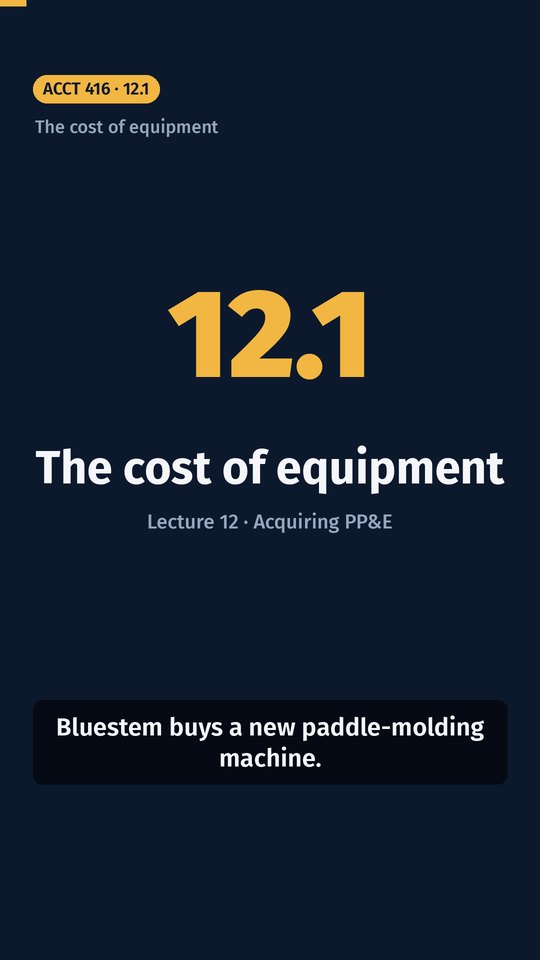 ACCT 416 · 12.1
The cost of equipment
12.1
The cost of equipment
Lecture 12 · Acquiring PP&E
Bluestem buys a new paddle-molding
machine.